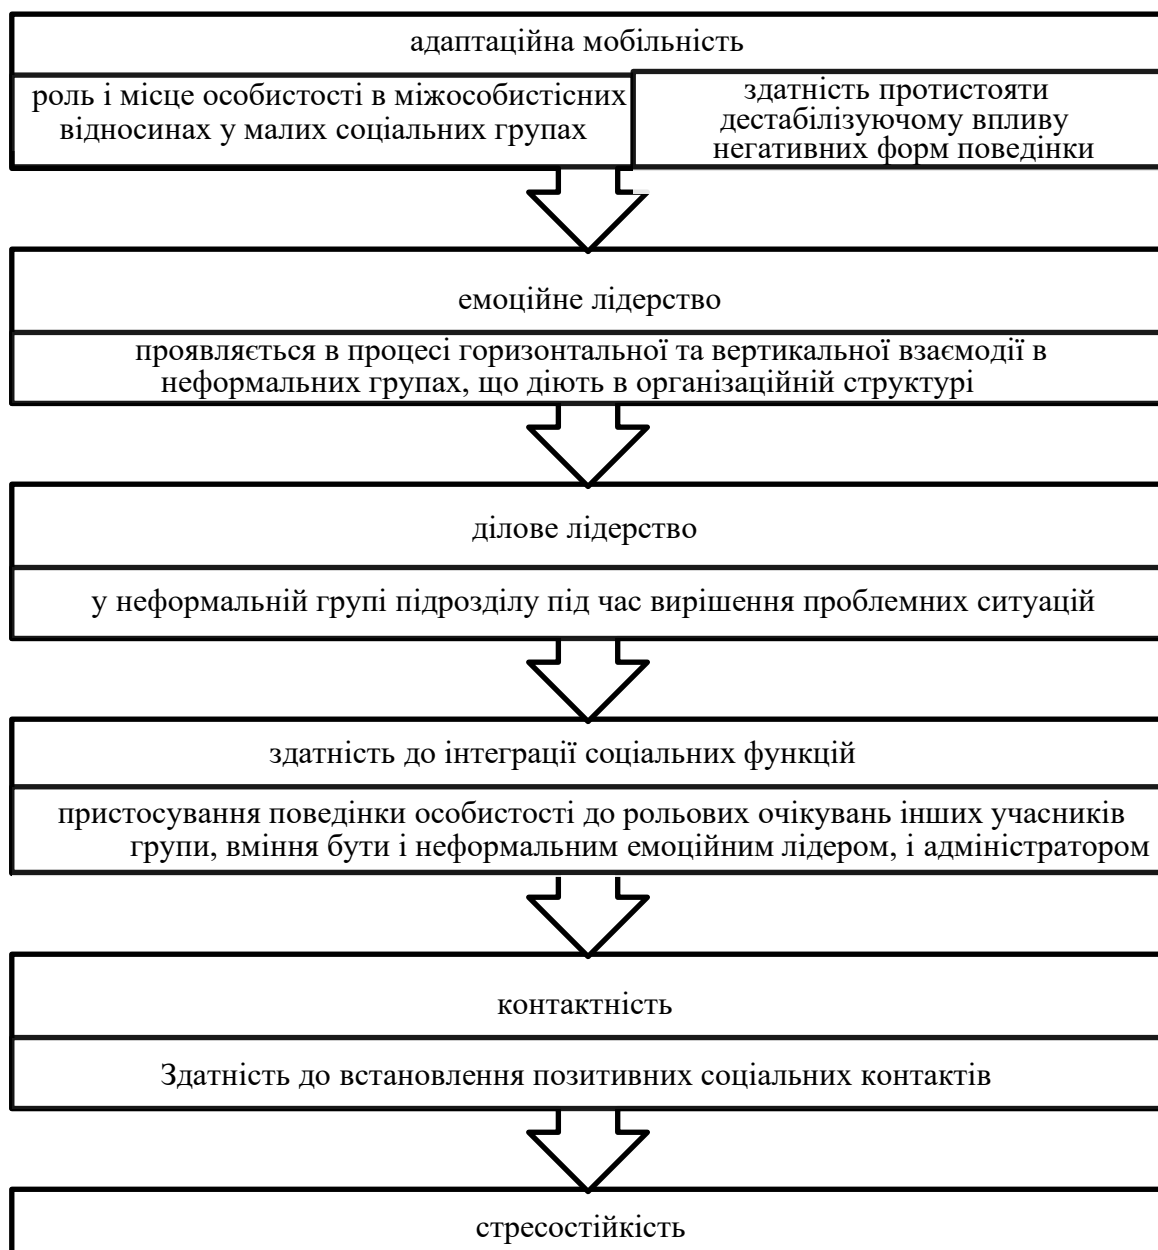 адаптаційна мобільність
роль і місце особистості в міжособистісних
відносинах у малих соціальних групах
здатність протистояти
дестабілізуючому впливу
негативних форм поведінки
емоційне лідерство
проявляється в процесі горизонтальної та вертикальної взаємодії в
неформальних групах, що діють в організаційній структурі
ділове лідерство
у неформальній групі підрозділу під час вирішення проблемних ситуацій
здатність до інтеграції соціальних функцій
пристосування поведінки особистості до рольових очікувань інших учасників
групи, вміння бути і неформальним емоційним лідером, і адміністратором
контактність
Здатність до встановлення позитивних соціальних контактів
стресостійкість